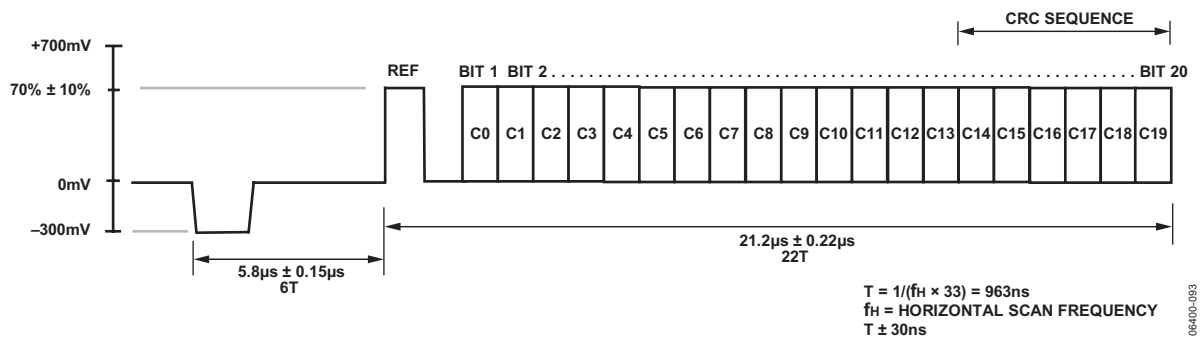 CRC SEQUENCE
+700mV
REF
BIT 1 BIT 2 . . . . . . . . . . . . . . . . . . . . . . . . . . . . . . . . . . . . . . . . . . . . . . . . . . . . . . . . . . . . . . . . . . . . BIT 20
70% ± 10%
C0 C1 C2 C3 C4 C5 C6 C7 C8 C9 C10 C11 C12 C13 C14 C15 C16 C17 C18 C19
0mV
–300mV
21.2µs ± 0.22µs
22T
5.8µs ± 0.15µs
6T
T = 1/(fH × 33) = 963ns
fH = HORIZONTAL SCAN FREQUENCY
T ± 30ns
06400-093